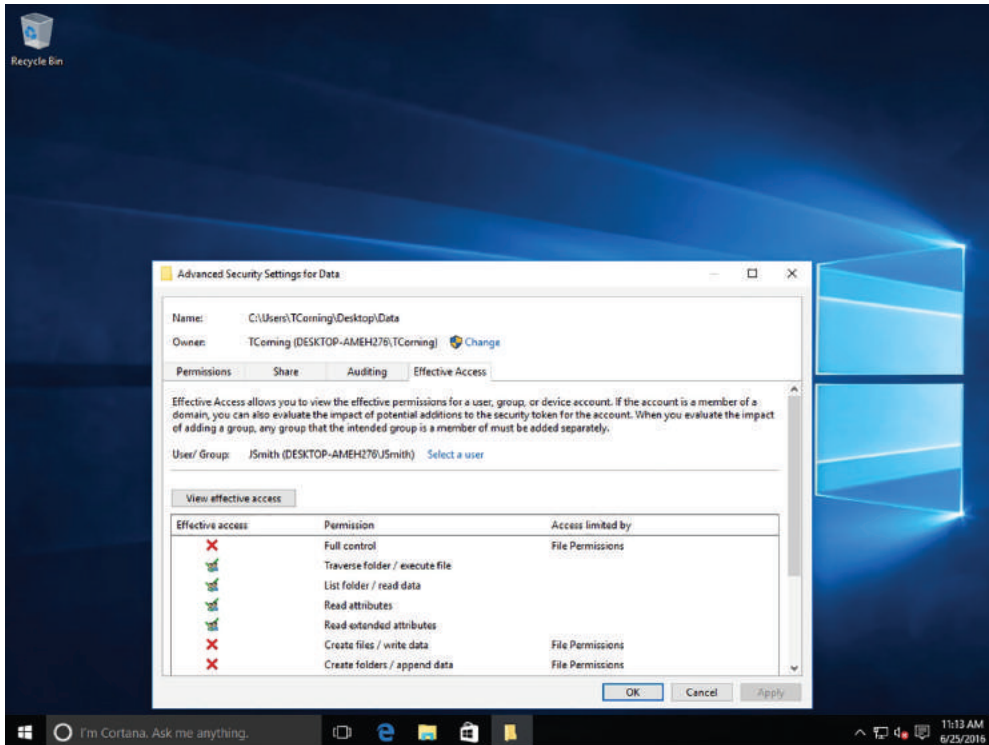 Recycle Bin
Advanced Security Settings for Data
Name: C:\Users\TCorning\Desktop\Data
Owner: TCorning (DESKTOP-AMEH276\TCorning) Change
Permissions Share Auditing Effective Access
Effective Access allows you to view the effective permissions for a user, group, or device account. If the account is a member of a
domain, you can also evaluate the impact of potential additions to the security token for the account. When you evaluate the impact
of adding a group, any group that the intended group is a member of must be added separately.
User/ Group: JSmith (DESKTOP-AMEH276\JSmith) Select a user
View effective access
Effective access Permission Access limited by
Full control File Permissions
Traverse folder / execute file
List folder / read data
Read attributes
Read extended attributes
Create files / write data File Permissions
Create folders / append data File Permissions
OK Cancel Apply
I'm Cortana. Ask me anything.
11:13 AM
6/25/2016